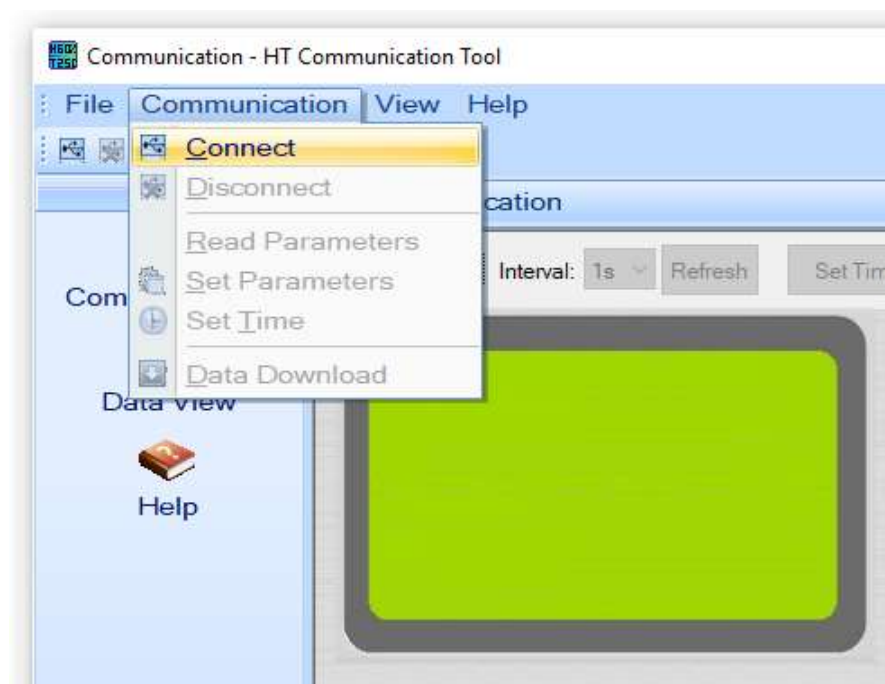 Communication - HT Communication Tool
File Communication View Help
Connect
Disconnect
cation
Read Parameters
Interval: 1s Refresh Set Tim
Set Parameters
Com
Set Time
Data Download
Data View
Help